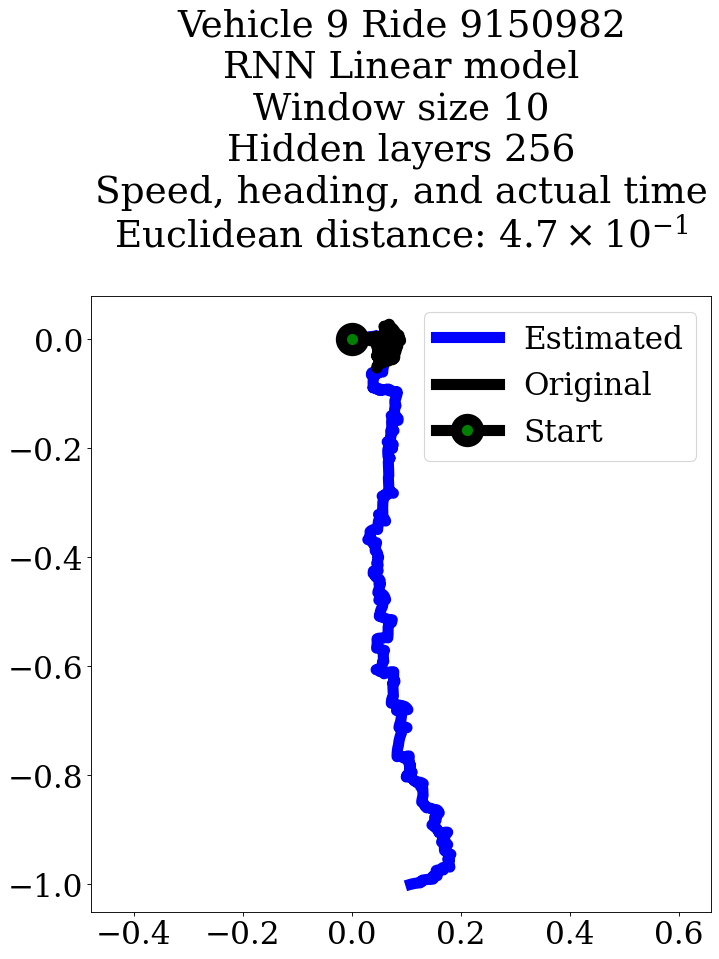 Vehicle 9 Ride 9150982
RNN Linear model
Window size 10
Hidden layers 256
Speed, heading, and actual time
Euclidean distance: 4.7 × 10⁻¹
Estimated
Original
Start
0.0
−0.2
−0.4
−0.6
−0.8
−1.0
−0.4 −0.2 0.0 0.2 0.4 0.6